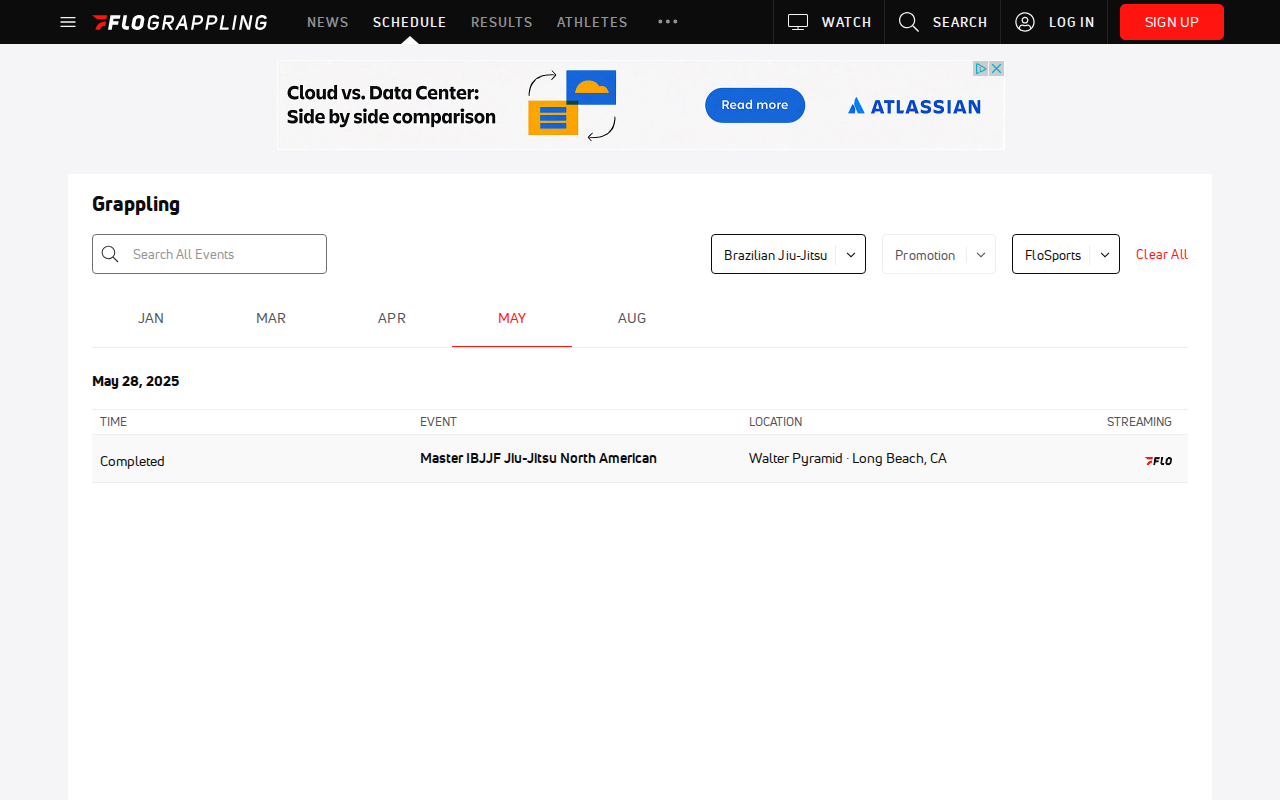 FLOGRAPPLING NEWS SCHEDULE RESULTS ATHLETES ••• WATCH SEARCH LOG IN SIGN UP
Cloud vs. Data Center:
Side by side comparison
Read more
ATLASSIAN
Grappling
Search All Events Brazilian Jiu-Jitsu Promotion FloSports Clear All
JAN MAR APR MAY AUG
May 28, 2025
TIME EVENT LOCATION STREAMING
Completed Master IBJJF Jiu-Jitsu North American Walter Pyramid · Long Beach, CA FLO